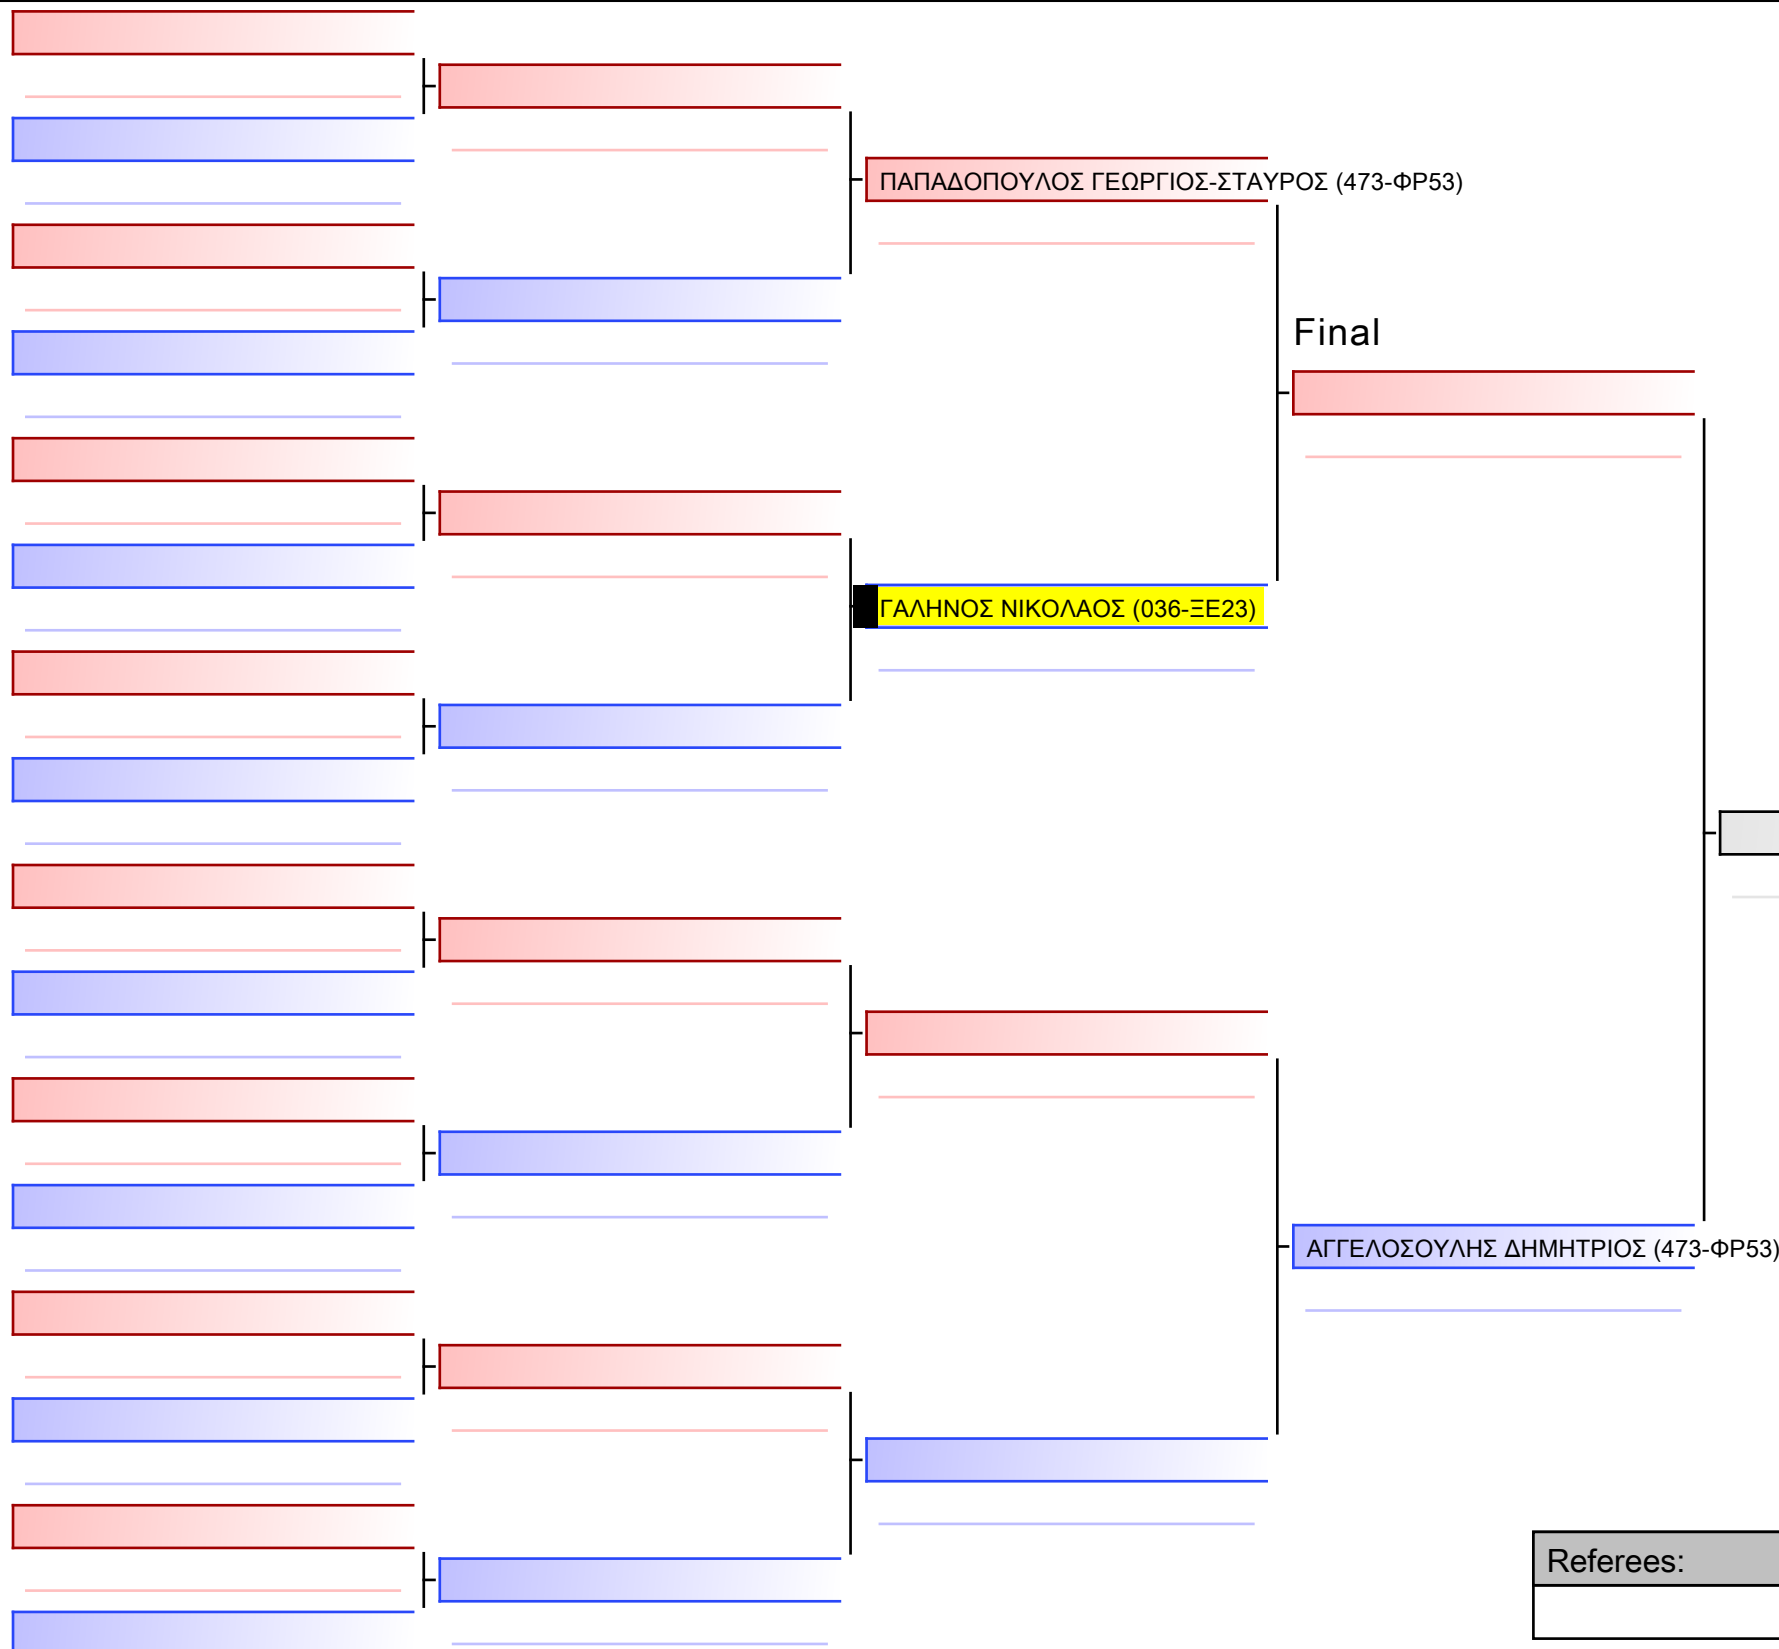 ΠΑΠΑΔΟΠΟΥΛΟΣ ΓΕΩΡΓΙΟΣ-ΣΤΑΥΡΟΣ (473-ΦΡ53)
Final
ΓΑΛΗΝΟΣ ΝΙΚΟΛΑΟΣ (036-ΞΕ23)
ΑΓΓΕΛΟΣΟΥΛΗΣ ΔΗΜΗΤΡΙΟΣ (473-ΦΡ53)
Referees: